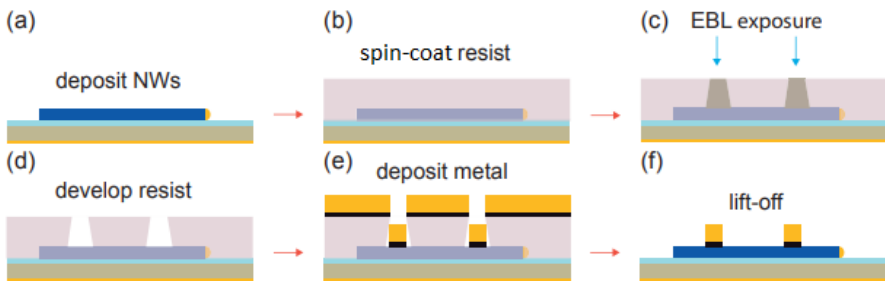 (a)
deposit NWs
(b)
spin-coat resist
(c)
EBL exposure
(d)
develop resist
(e)
deposit metal
(f)
lift-off